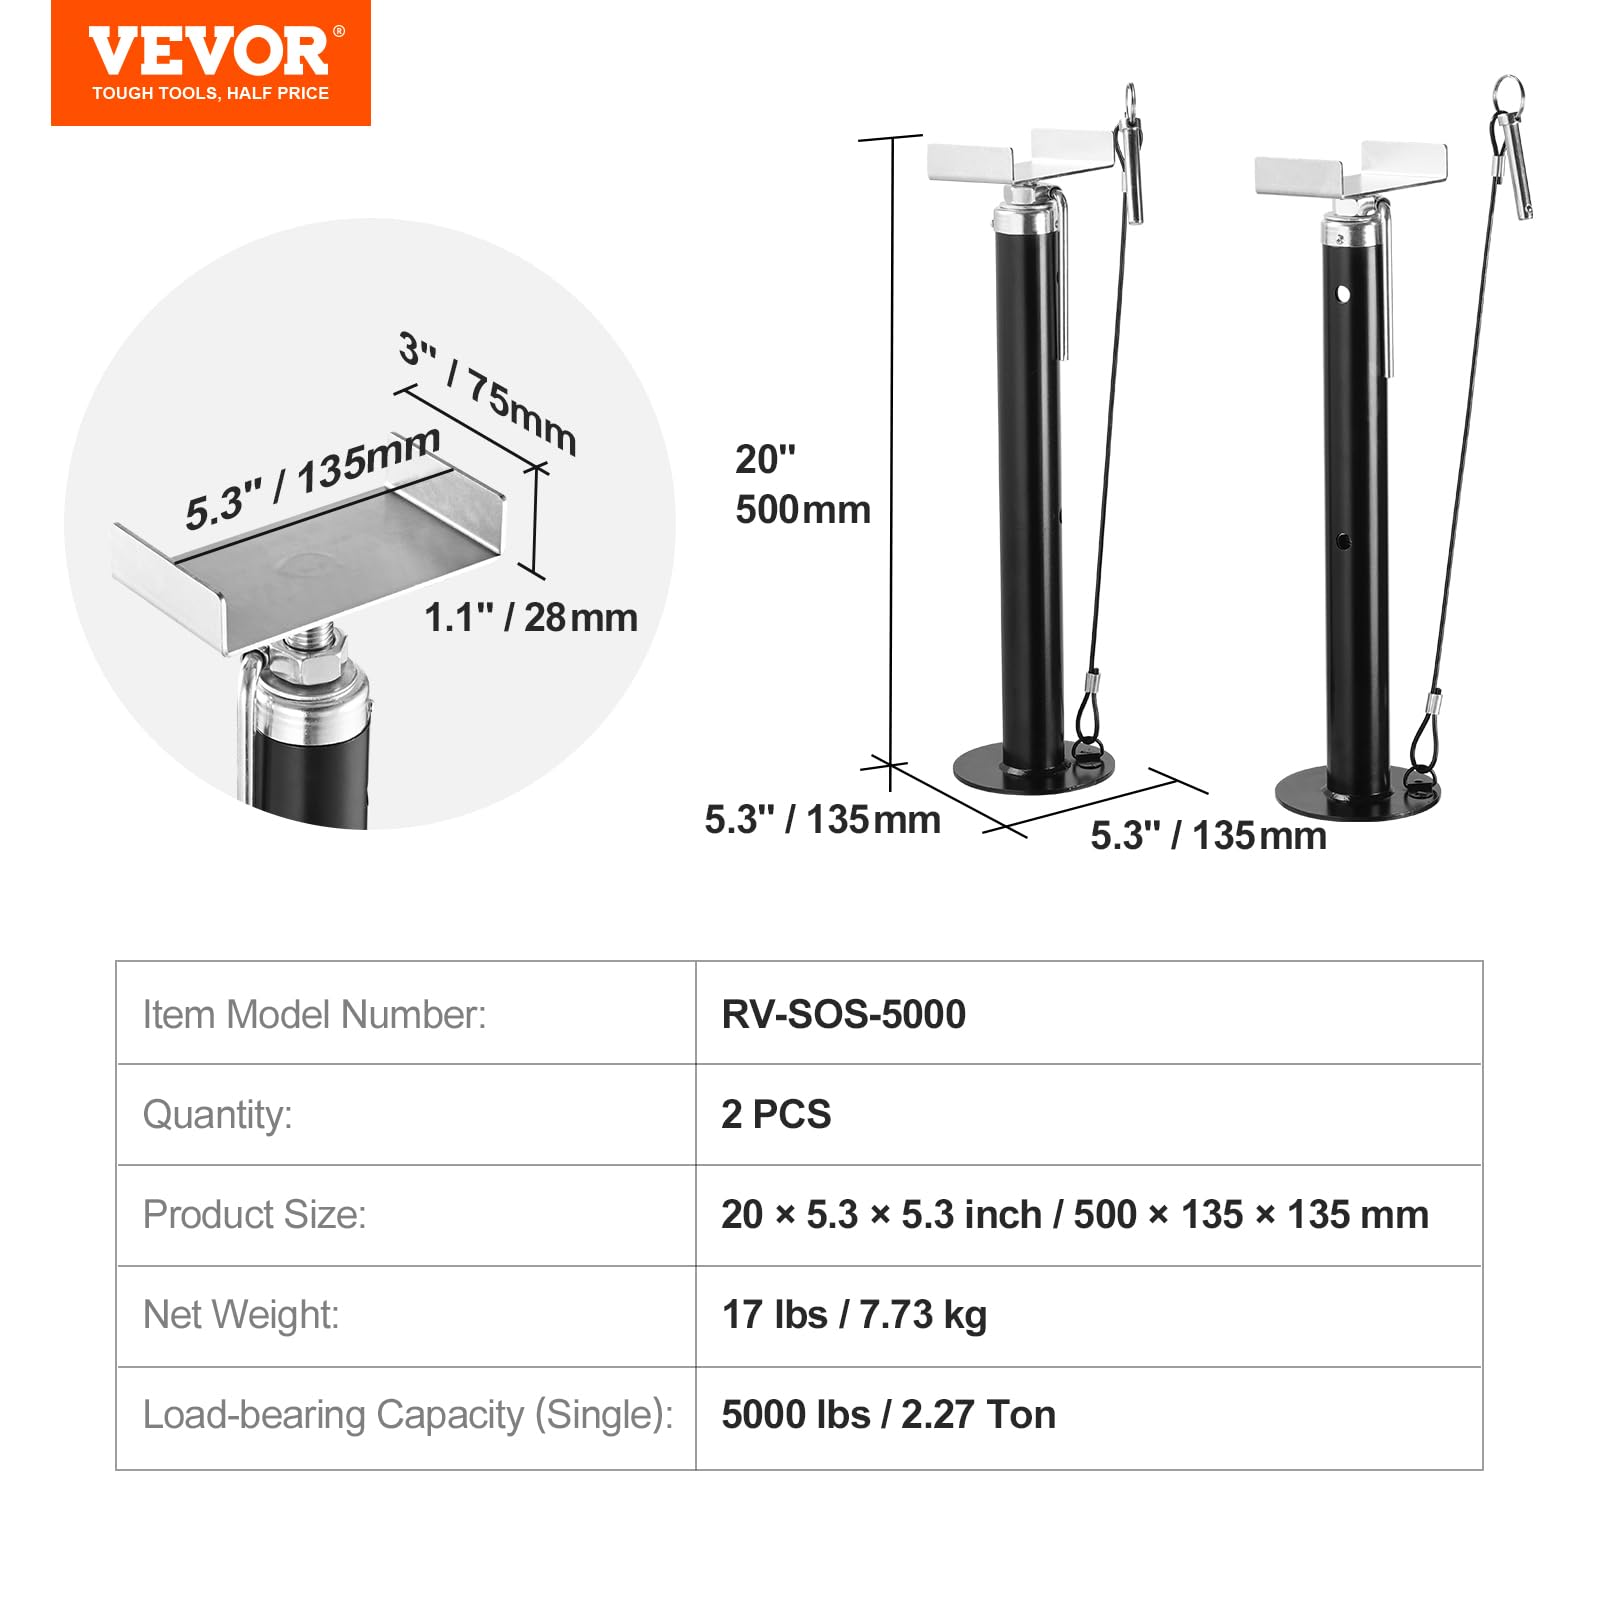 VEVOR®
TOUGH TOOLS, HALF PRICE
3" / 75mm
5.3" / 135mm
1.1" / 28mm
20"
500mm
5.3" / 135mm
5.3" / 135mm
Item Model Number: RV-SOS-5000
Quantity: 2 PCS
Product Size: 20 × 5.3 × 5.3 inch / 500 × 135 × 135 mm
Net Weight: 17 lbs / 7.73 kg
Load-bearing Capacity (Single): 5000 lbs / 2.27 Ton